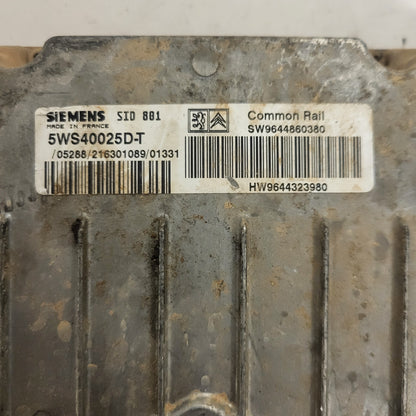 SIEMENS SID 801
MADE IN FRANCE
5WS40025D-T
/05288/216301089/01331
Common Rail
SW9644860380
HW9644323980